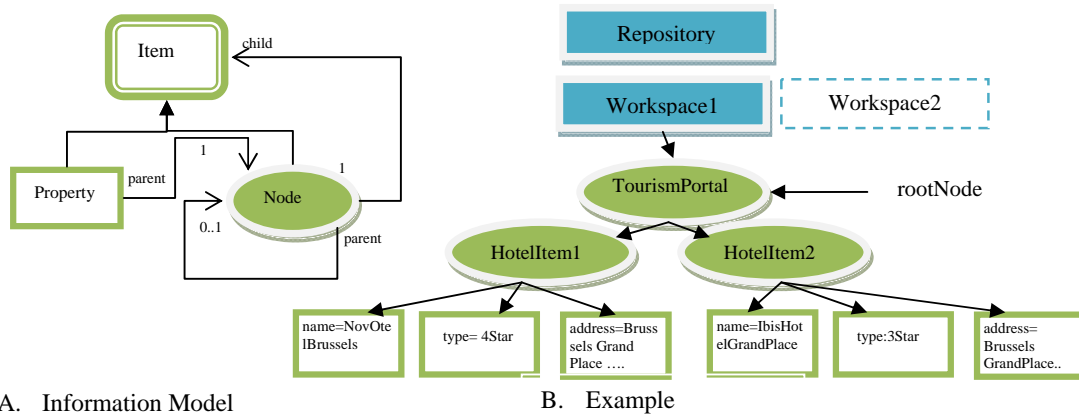 Item
child
Property
parent
1
1
Node
0..1
parent
Repository
Workspace1
Workspace2
TourismPortal
rootNode
HotelItem1
HotelItem2
name=NovOte
lBrussels
type= 4Star
address=Brus
sels Grand
Place ….
name=IbisHot
elGrandPlace
type:3Star
address=
Brussels
GrandPlace..
A. Information Model
B. Example